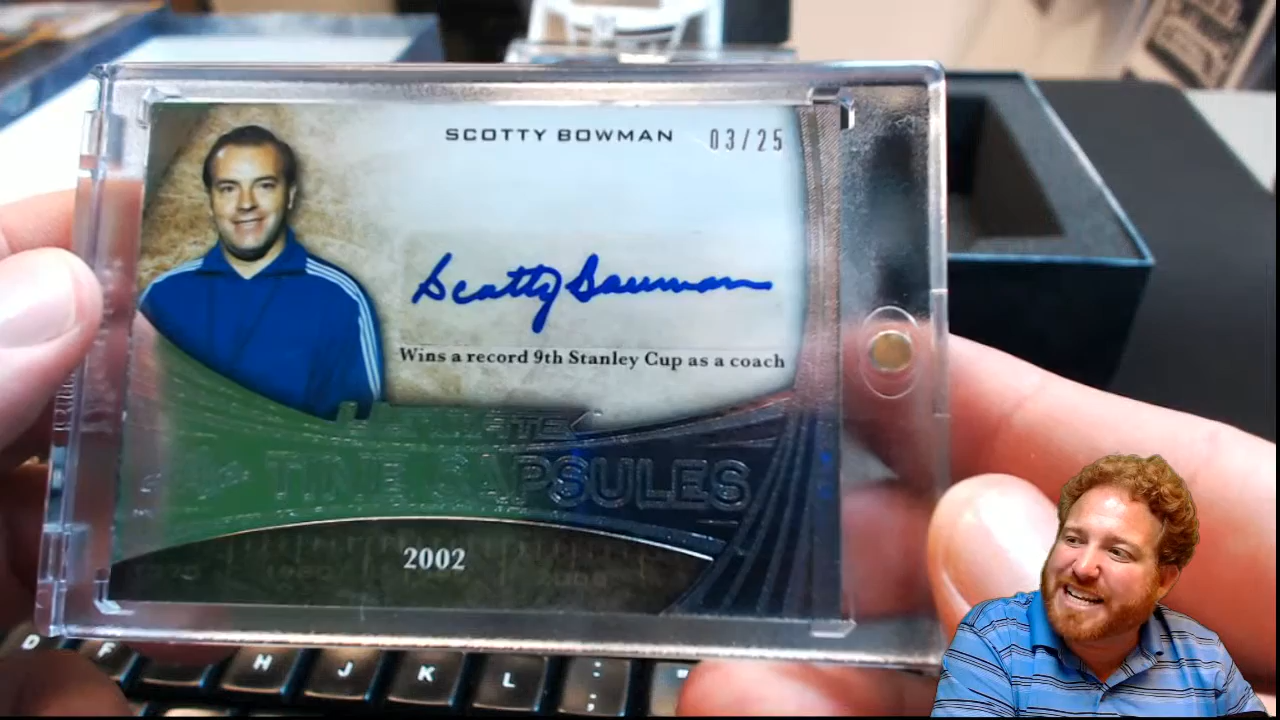 SCOTTY BOWMAN 03/25
Scotty Bowman
Wins a record 9th Stanley Cup as a coach
TIME CAPSULES
2002
D F H J K L